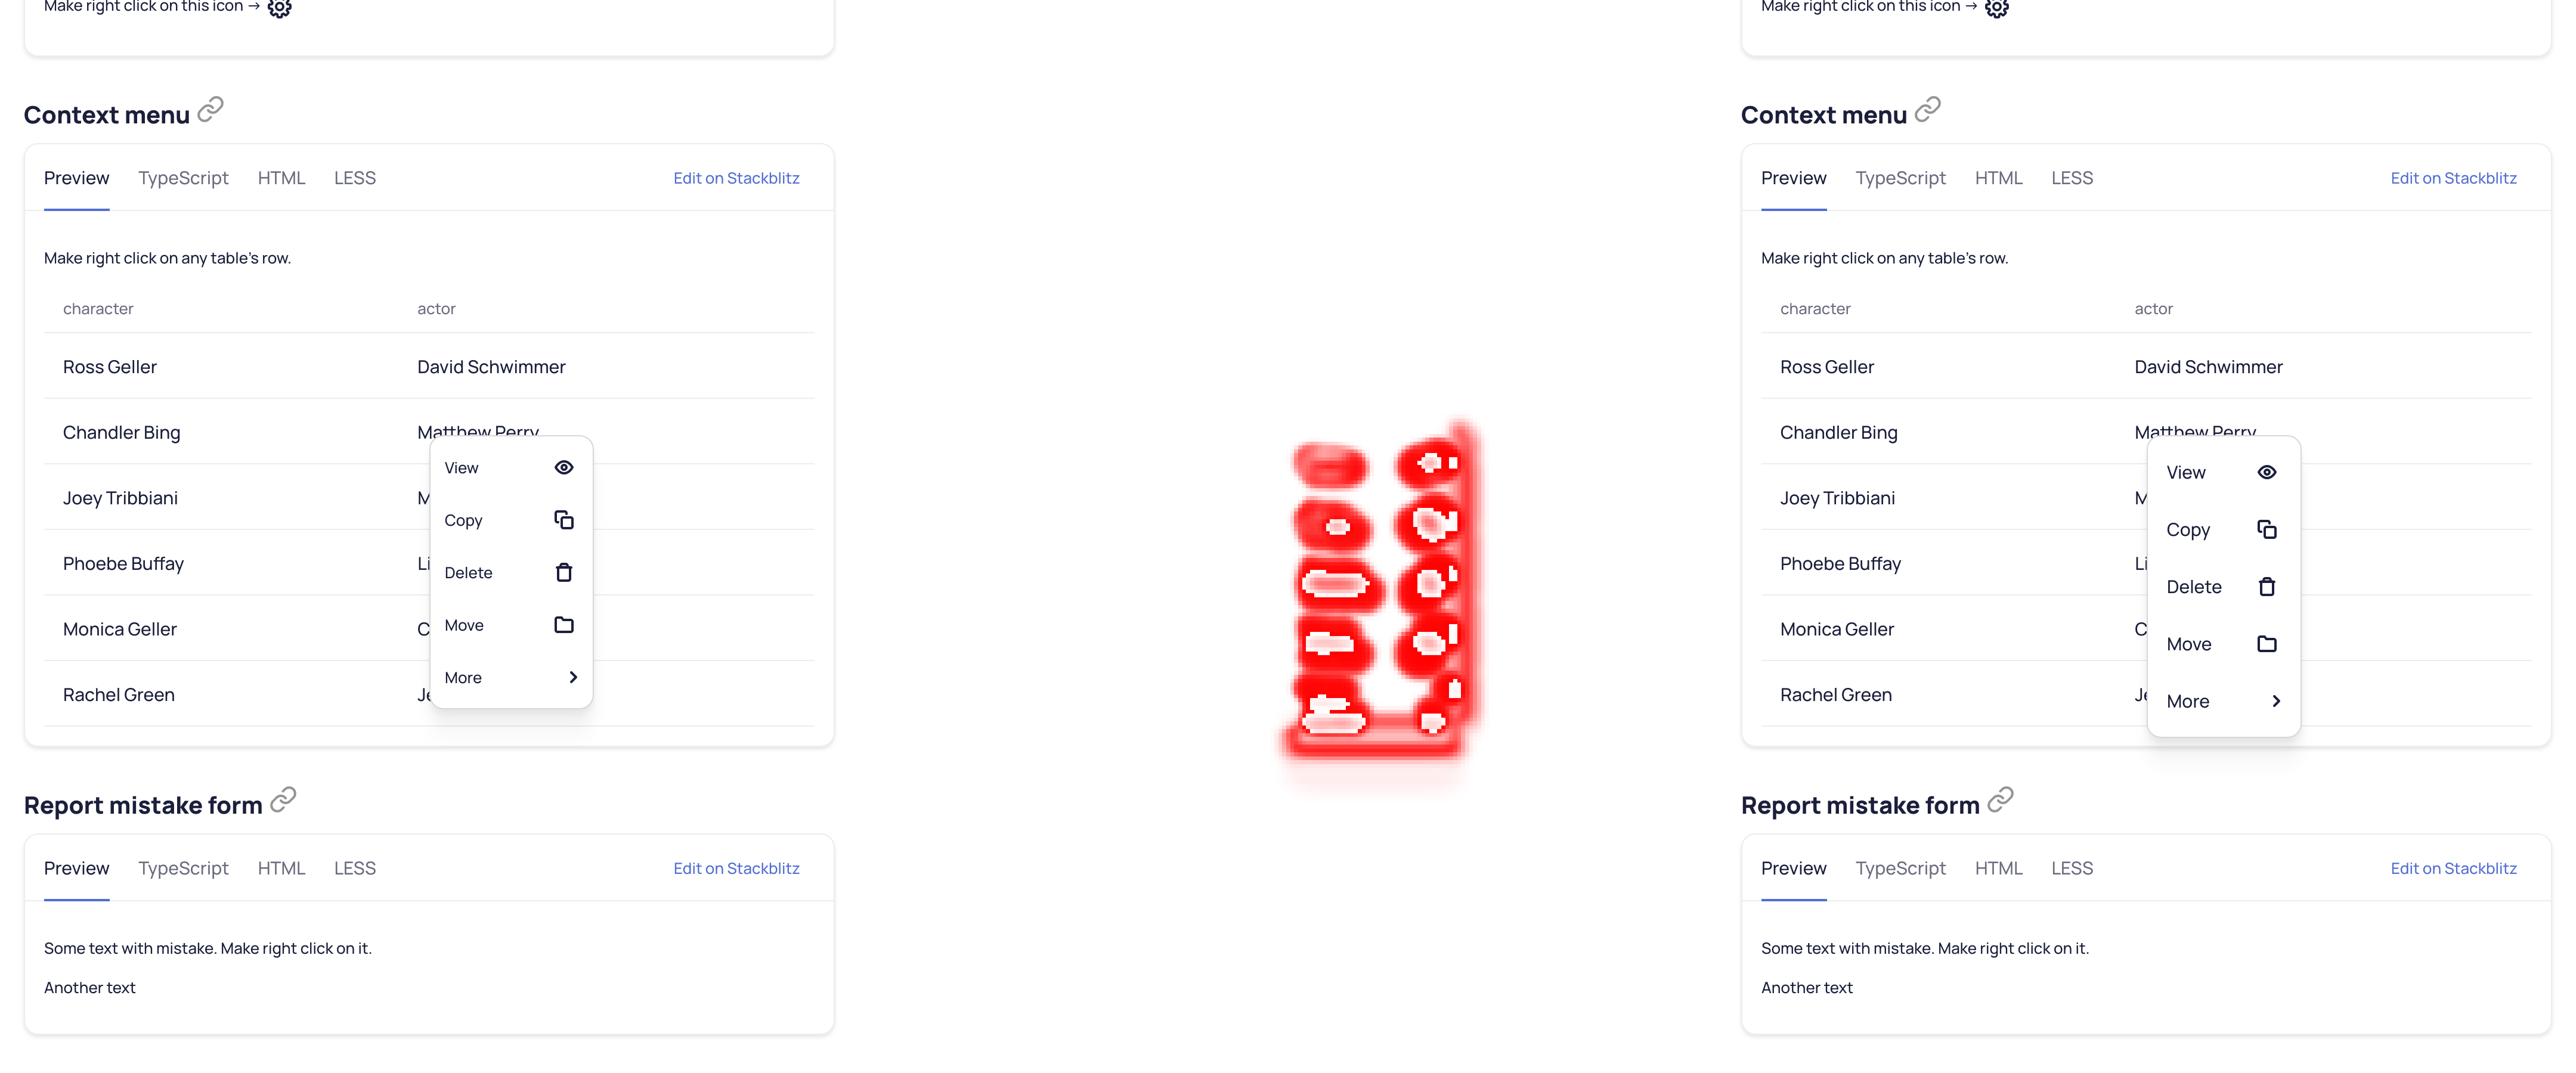 Make right click on this icon →
Context menu
Preview TypeScript HTML LESS Edit on Stackblitz
Make right click on any table's row.
character actor
Ross Geller David Schwimmer
Chandler Bing Matthew Perry
Joey Tribbiani M
Phoebe Buffay Li
Monica Geller C
Rachel Green Je
View
Copy
Delete
Move
More
Report mistake form
Preview TypeScript HTML LESS Edit on Stackblitz
Some text with mistake. Make right click on it.
Another text
Make right click on this icon →
Context menu
Preview TypeScript HTML LESS Edit on Stackblitz
Make right click on any table's row.
character actor
Ross Geller David Schwimmer
Chandler Bing Matthew Perry
Joey Tribbiani M
Phoebe Buffay Li
Monica Geller C
Rachel Green Je
View
Copy
Delete
Move
More
Report mistake form
Preview TypeScript HTML LESS Edit on Stackblitz
Some text with mistake. Make right click on it.
Another text